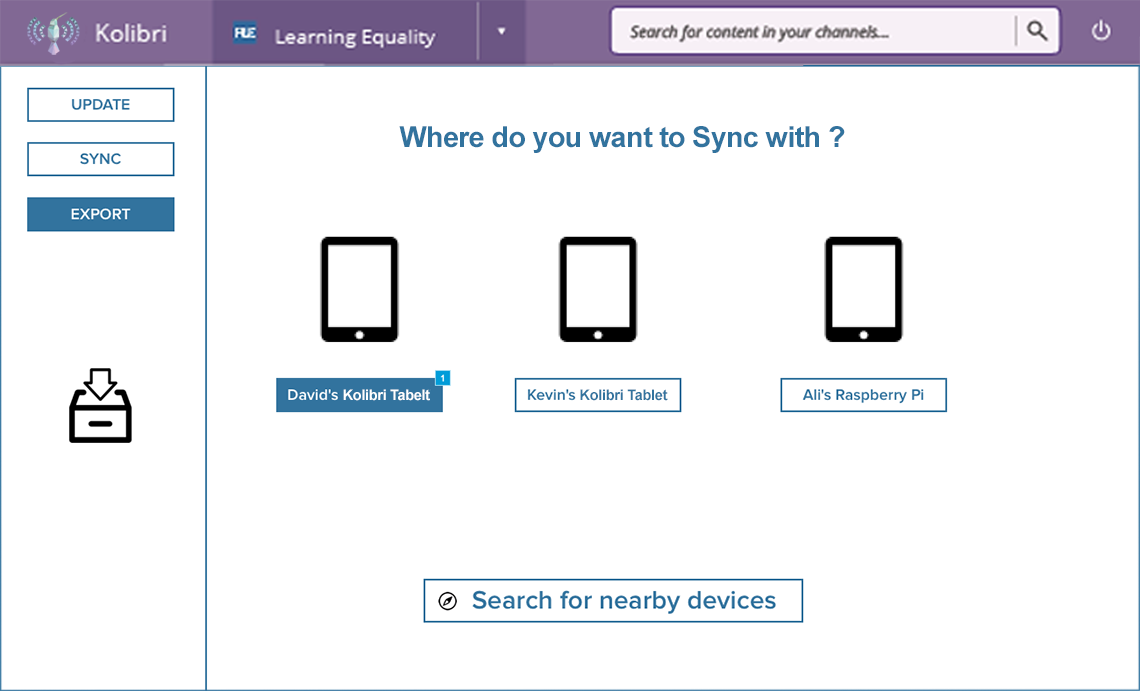 Kolibri
Learning Equality
Search for content in your channels...
UPDATE
SYNC
EXPORT
Where do you want to Sync with ?
1
David's Kolibri Tabelt
Kevin's Kolibri Tablet
Ali's Raspberry Pi
Search for nearby devices